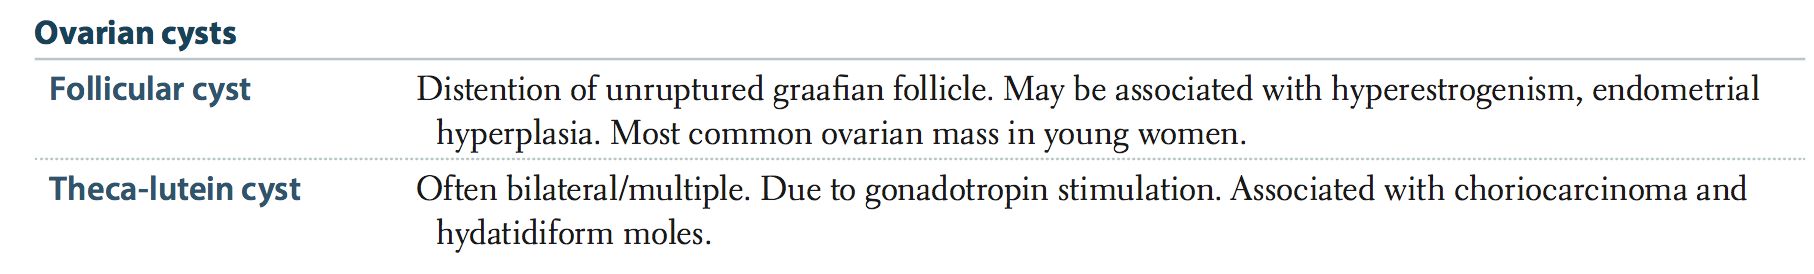 Ovarian cysts
Follicular cyst Distention of unruptured graafian follicle. May be associated with hyperestrogenism, endometrial
hyperplasia. Most common ovarian mass in young women.
Theca-lutein cyst Often bilateral/multiple. Due to gonadotropin stimulation. Associated with choriocarcinoma and
hydatidiform moles.